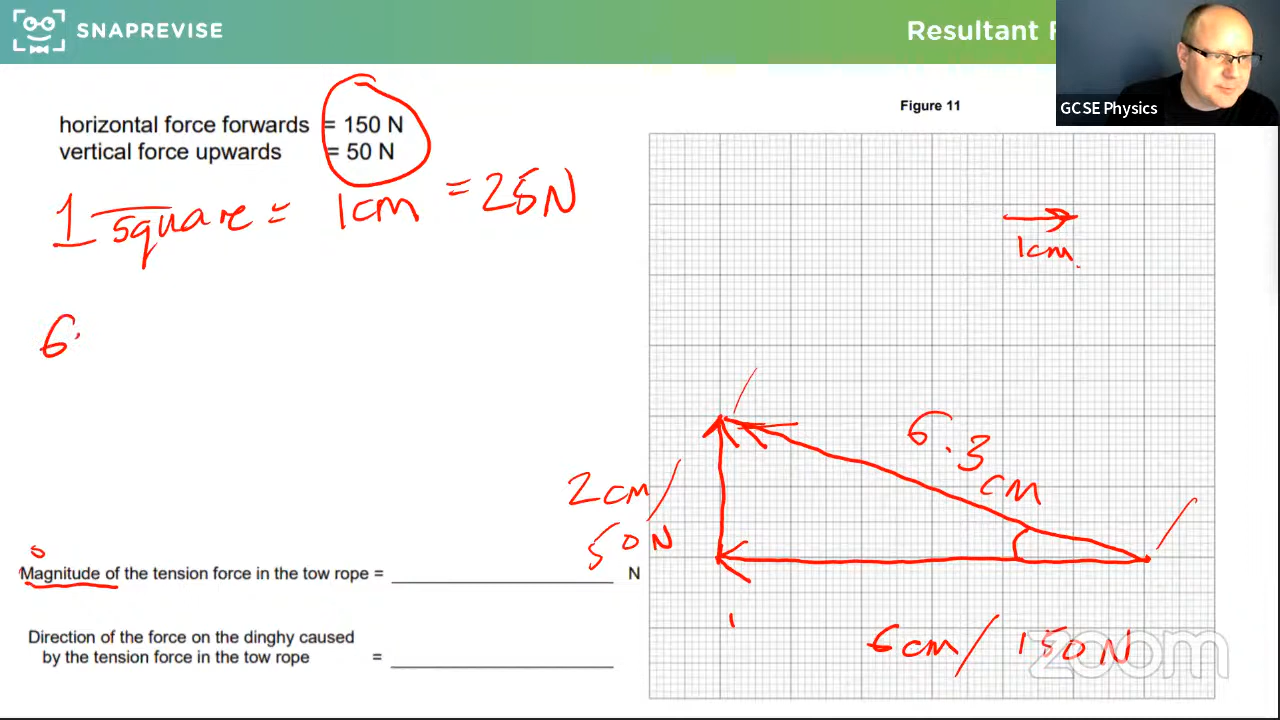 SNAPREVISE
Resultant F
GCSE Physics
Figure 11
horizontal force forwards = 150 N
vertical force upwards = 50 N
1 square = 1cm = 25N
1cm
6.
6.3
cm
2cm/
50N
Magnitude of the tension force in the tow rope = ____ N
Direction of the force on the dinghy caused
by the tension force in the tow rope = ____
6cm/150N
zoom